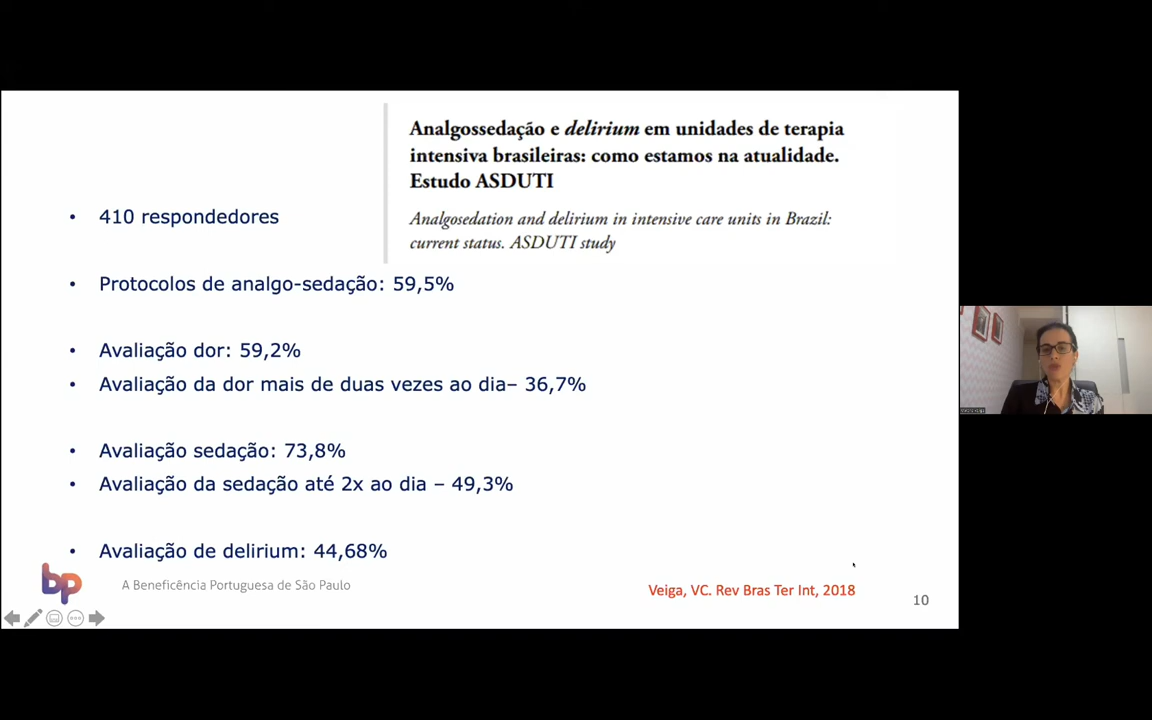 Analgossedação e delirium em unidades de terapia
intensiva brasileiras: como estamos na atualidade.
Estudo ASDUTI
Analgosedation and delirium in intensive care units in Brazil:
current status. ASDUTI study
• 410 respondedores
• Protocolos de analgo-sedação: 59,5%
• Avaliação dor: 59,2%
• Avaliação da dor mais de duas vezes ao dia– 36,7%
• Avaliação sedação: 73,8%
• Avaliação da sedação até 2x ao dia – 49,3%
• Avaliação de delirium: 44,68%
bp
A Beneficência Portuguesa de São Paulo
Veiga, VC. Rev Bras Ter Int, 2018
10